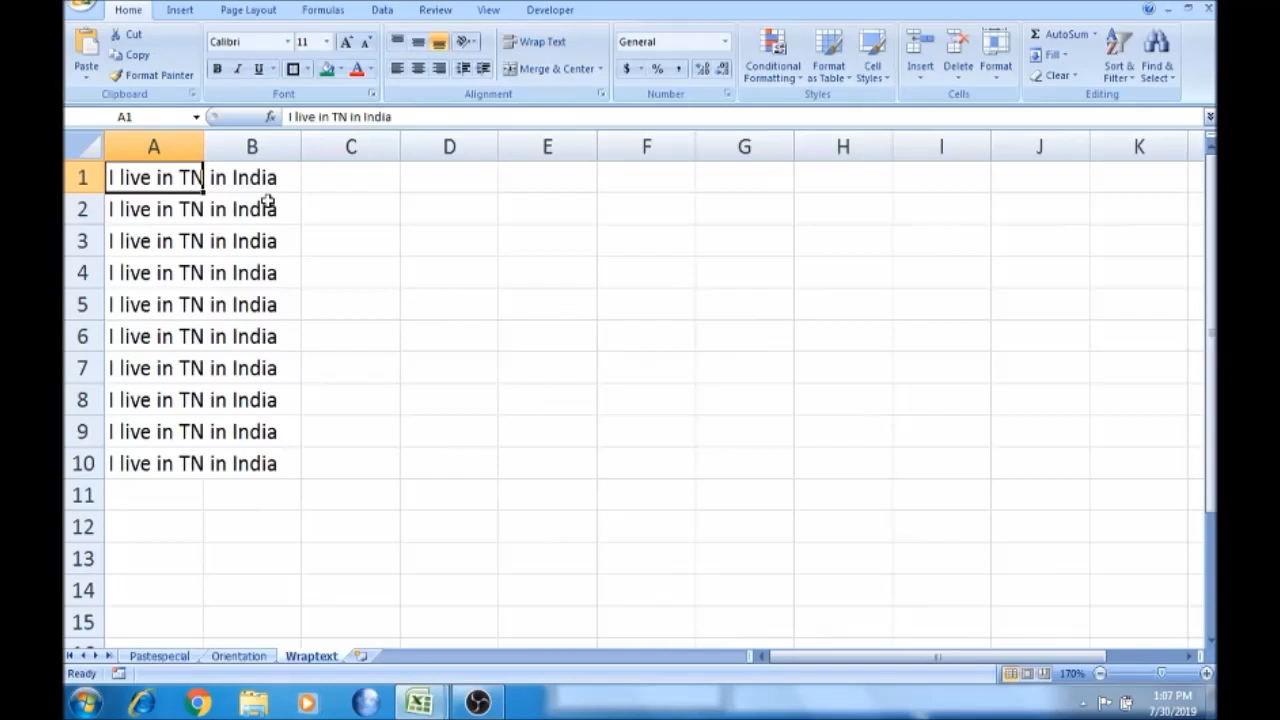 Home Insert Page Layout Formulas Data Review View Developer
Cut
Copy
Format Painter
Paste
Clipboard
Calibri 11
B I U
Font
Wrap Text
Merge & Center
Alignment
General
$ % ,
Number
Conditional Formatting
Format as Table
Cell Styles
Styles
Insert Delete Format
Cells
Σ AutoSum
Fill
Clear
Sort & Filter
Find & Select
Editing
A1 fx I live in TN in India
A B C D E F G H I J K
1 I live in TN in India
2 I live in TN in India
3 I live in TN in India
4 I live in TN in India
5 I live in TN in India
6 I live in TN in India
7 I live in TN in India
8 I live in TN in India
9 I live in TN in India
10 I live in TN in India
11
12
13
14
15
Pastespecial Orientation Wraptext
Ready 170%
1:07 PM
7/30/2019